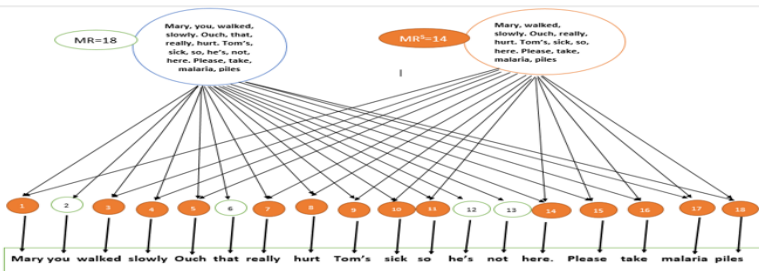 MR=18
Mary, you, walked,
slowly. Ouch, that,
really, hurt. Tom's,
sick, so, he's, not,
here. Please, take,
malaria, piles
MRˢ=14
Mary, walked,
slowly. Ouch, really,
hurt. Tom's, sick, so,
here. Please, take,
malaria, piles
1 2 3 4 5 6 7 8 9 10 11 12 13 14 15 16 17 18
Mary you walked slowly Ouch that really hurt Tom's sick so he's not here. Please take malaria piles